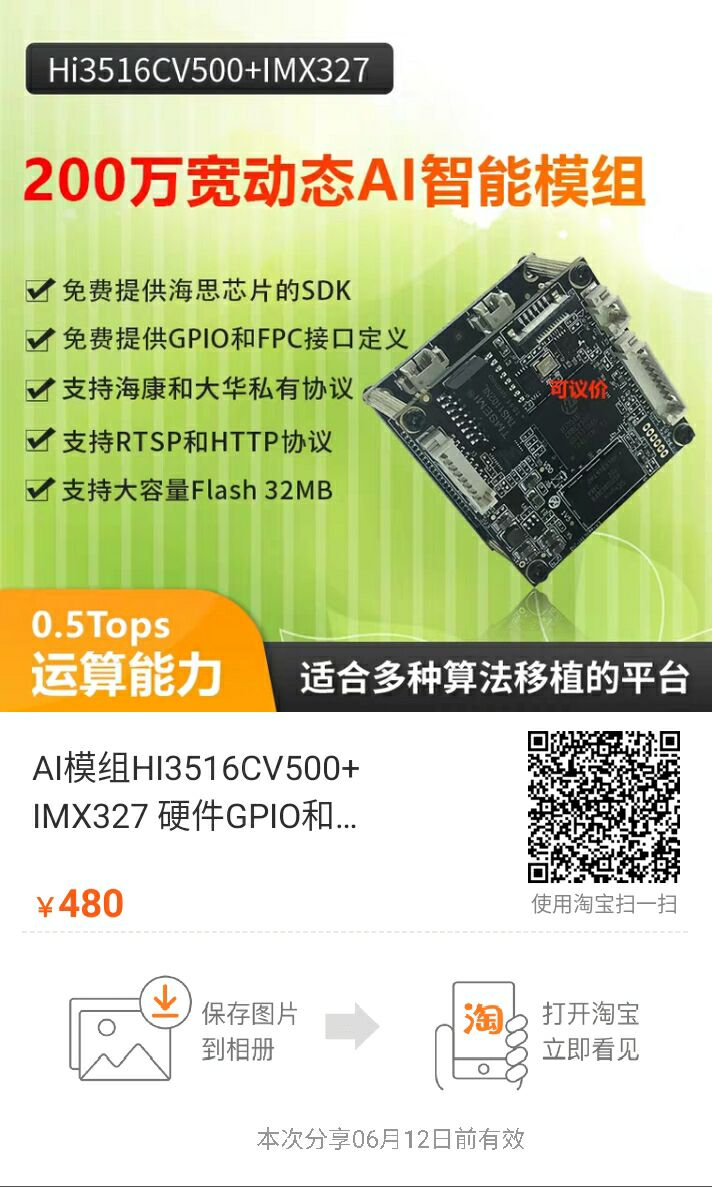 Hi3516CV500+IMX327
200万宽动态AI智能模组
免费提供海思芯片的SDK
免费提供GPIO和FPC接口定义
支持海康和大华私有协议
可议价
支持RTSP和HTTP协议
支持大容量Flash 32MB
0.5Tops
运算能力
适合多种算法移植的平台
AI模组HI3516CV500+
IMX327 硬件GPIO和...
¥480
使用淘宝扫一扫
保存图片
到相册
淘
打开淘宝
立即看见
本次分享06月12日前有效